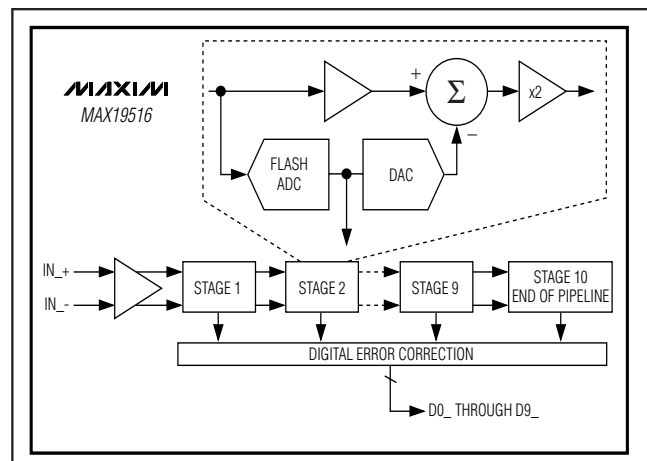 MAXIM
MAX19516
+
Σ
x2
−
FLASH
ADC
DAC
IN_+
IN_-
STAGE 1
STAGE 2
STAGE 9
STAGE 10
END OF PIPELINE
DIGITAL ERROR CORRECTION
D0_ THROUGH D9_